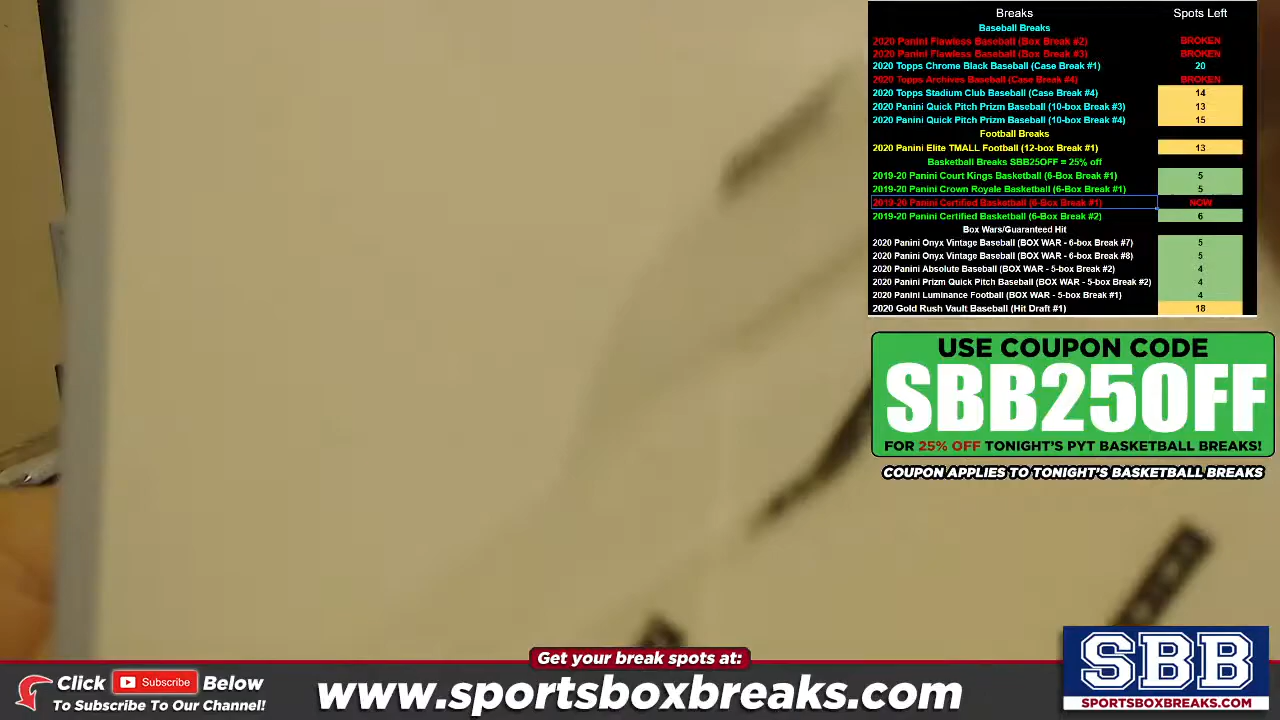 Breaks Spots Left
Baseball Breaks
2020 Panini Flawless Baseball (Box Break #2) BROKEN
2020 Panini Flawless Baseball (Box Break #3) BROKEN
2020 Topps Chrome Black Baseball (Case Break #1) 20
2020 Topps Archives Baseball (Case Break #4) BROKEN
2020 Topps Stadium Club Baseball (Case Break #4) 14
2020 Panini Quick Pitch Prizm Baseball (10-box Break #3) 13
2020 Panini Quick Pitch Prizm Baseball (10-box Break #4) 15
Football Breaks
2020 Panini Elite TMALL Football (12-box Break #1) 13
Basketball Breaks SBB25OFF = 25% off
2019-20 Panini Court Kings Basketball (6-Box Break #1) 5
2019-20 Panini Crown Royale Basketball (6-Box Break #1) 5
2019-20 Panini Certified Basketball (6-Box Break #1) NOW
2019-20 Panini Certified Basketball (6-Box Break #2) 6
Box Wars/Guaranteed Hit
2020 Panini Onyx Vintage Baseball (BOX WAR - 6-box Break #7) 5
2020 Panini Onyx Vintage Baseball (BOX WAR - 6-box Break #8) 5
2020 Panini Absolute Baseball (BOX WAR - 5-box Break #2) 4
2020 Panini Prizm Quick Pitch Baseball (BOX WAR - 5-box Break #2) 4
2020 Panini Luminance Football (BOX WAR - 5-box Break #1) 4
2020 Gold Rush Vault Baseball (Hit Draft #1) 18
USE COUPON CODE
SBB25OFF
FOR 25% OFF TONIGHT'S PYT BASKETBALL BREAKS!
COUPON APPLIES TO TONIGHT'S BASKETBALL BREAKS
Get your break spots at:
Click Subscribe Below
To Subscribe To Our Channel!
www.sportsboxbreaks.com
SBB
SPORTSBOXBREAKS.COM